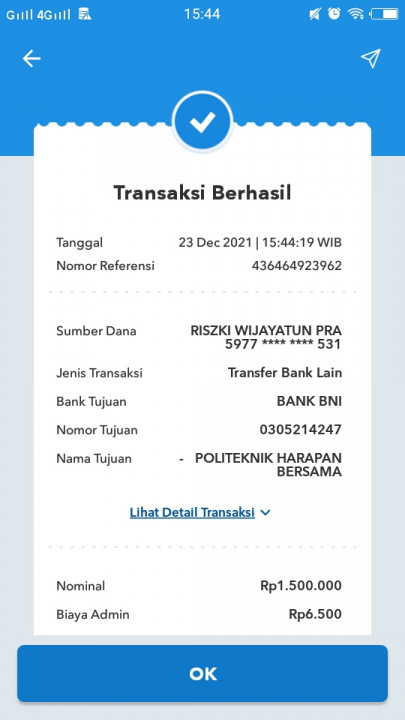 4G 15:44
Transaksi Berhasil
Tanggal 23 Dec 2021 | 15:44:19 WIB
Nomor Referensi 436464923962
Sumber Dana RISZKI WIJAYATUN PRA
5977 **** **** 531
Jenis Transaksi Transfer Bank Lain
Bank Tujuan BANK BNI
Nomor Tujuan 0305214247
Nama Tujuan - POLITEKNIK HARAPAN
BERSAMA
Lihat Detail Transaksi
Nominal Rp1.500.000
Biaya Admin Rp6.500
OK